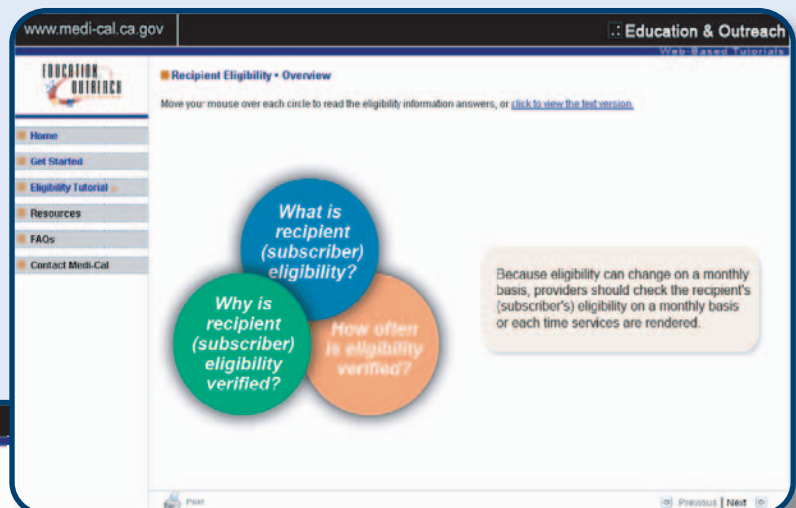 www.medi-cal.ca.gov
.: Education & Outreach
Web-Based Tutorials
EDUCATION
OUTREACH
Recipient Eligibility • Overview
Move your mouse over each circle to read the eligibility information answers, or click to view the text version.
Home
Get Started
Eligibility Tutorial
Resources
FAQs
Contact Medi-Cal
What is
recipient
(subscriber)
eligibility?
Why is
recipient
(subscriber)
eligibility
verified?
How often
is eligibility
verified?
Because eligibility can change on a monthly
basis, providers should check the recipient's
(subscriber's) eligibility on a monthly basis
or each time services are rendered.
Print
Previous | Next